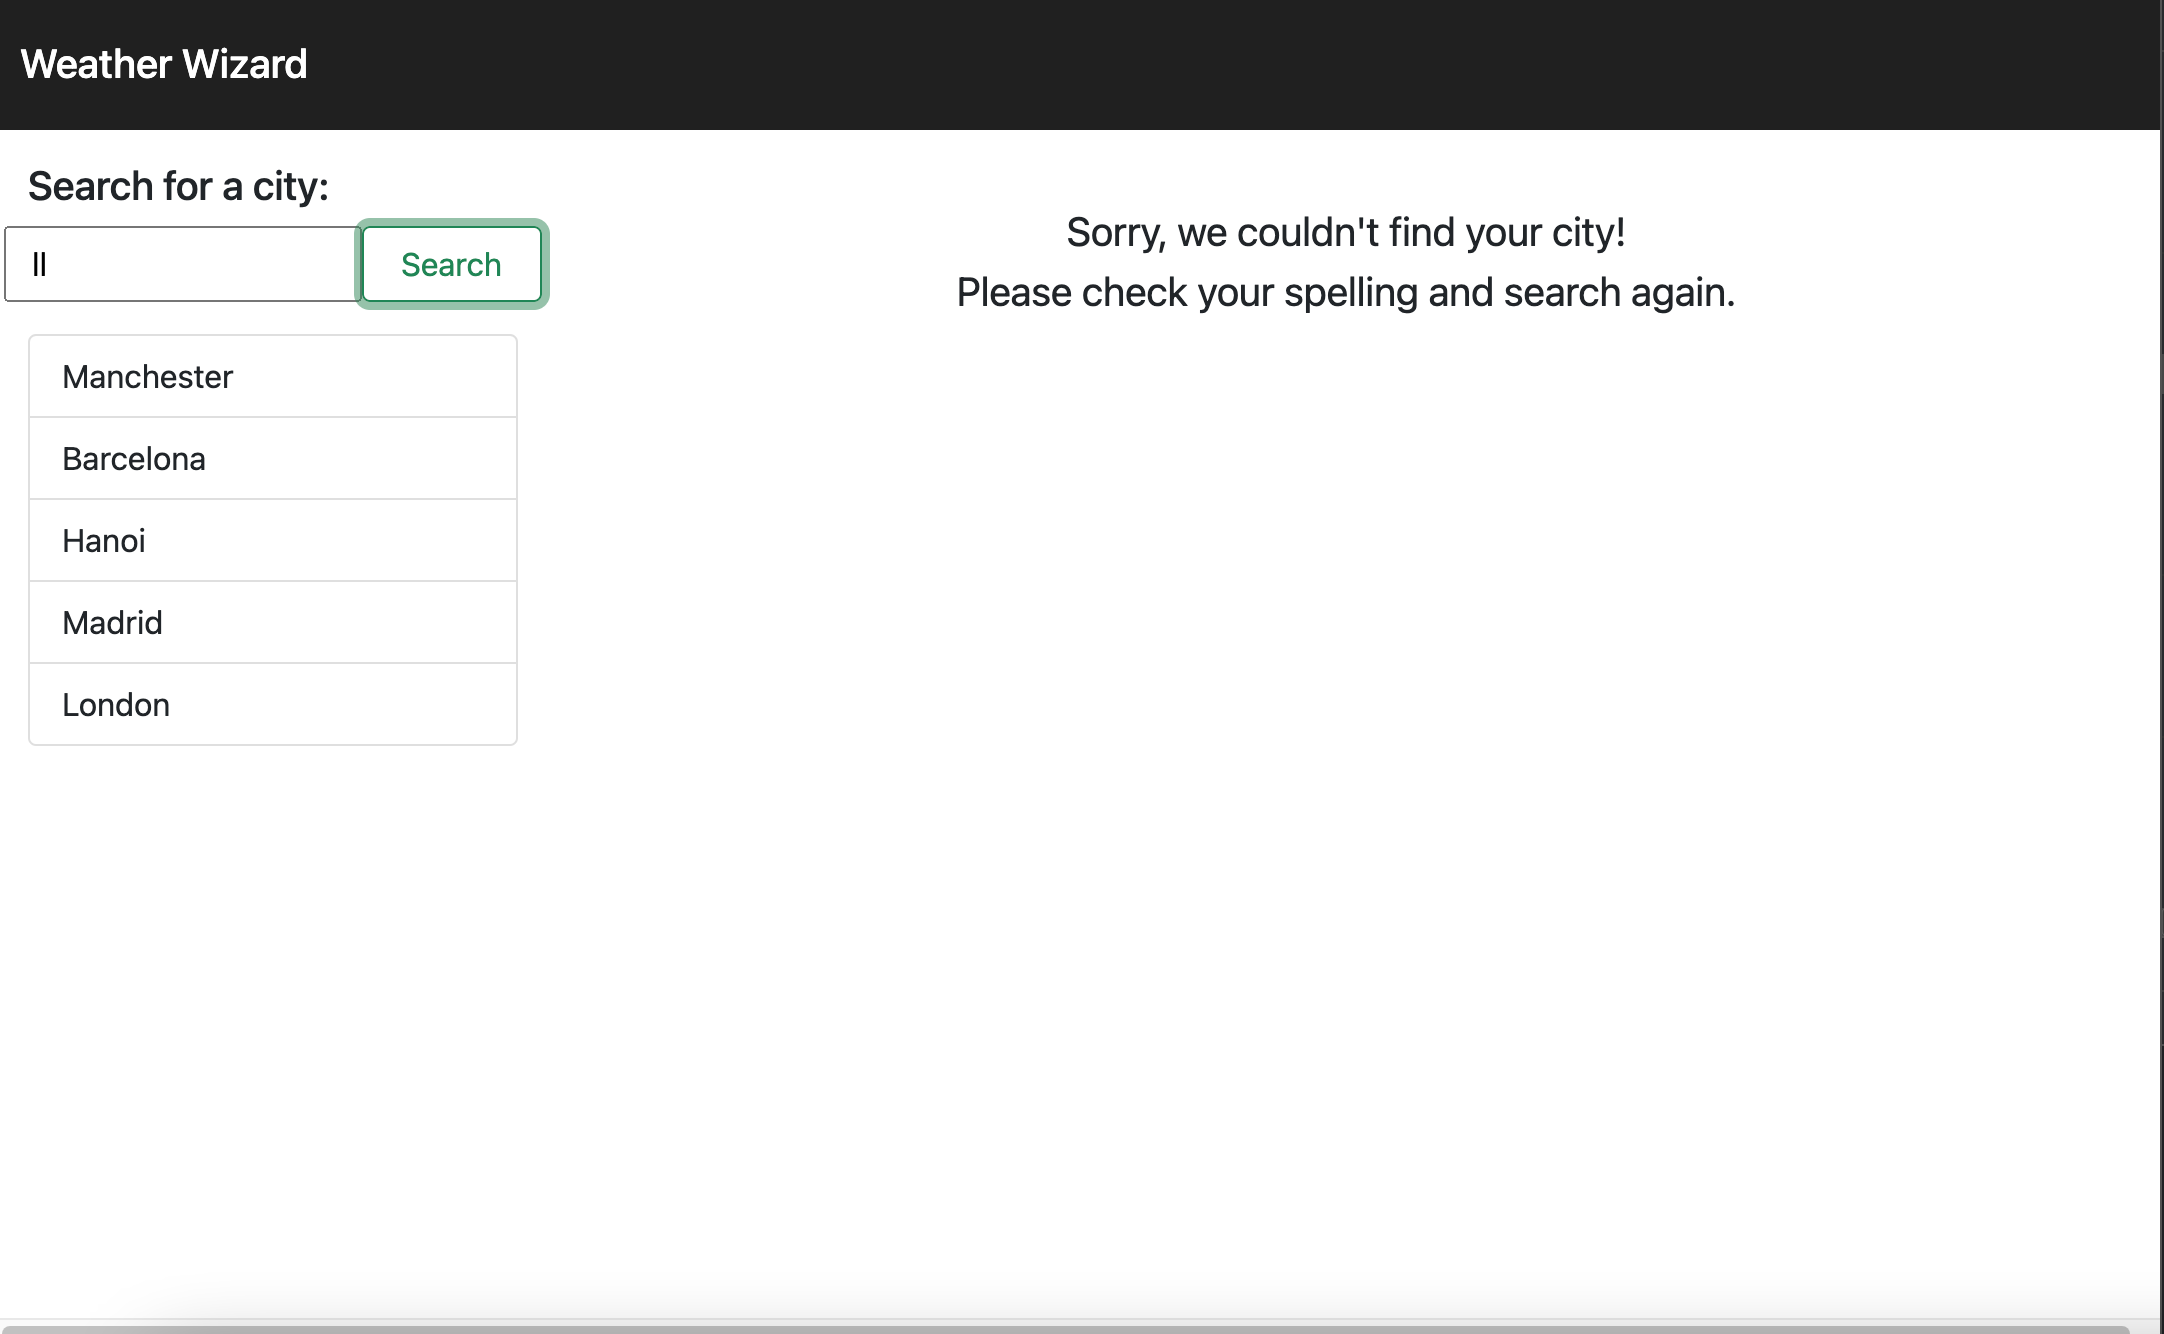 Weather Wizard
Search for a city:
ll
Search
Sorry, we couldn't find your city!
Please check your spelling and search again.
Manchester
Barcelona
Hanoi
Madrid
London